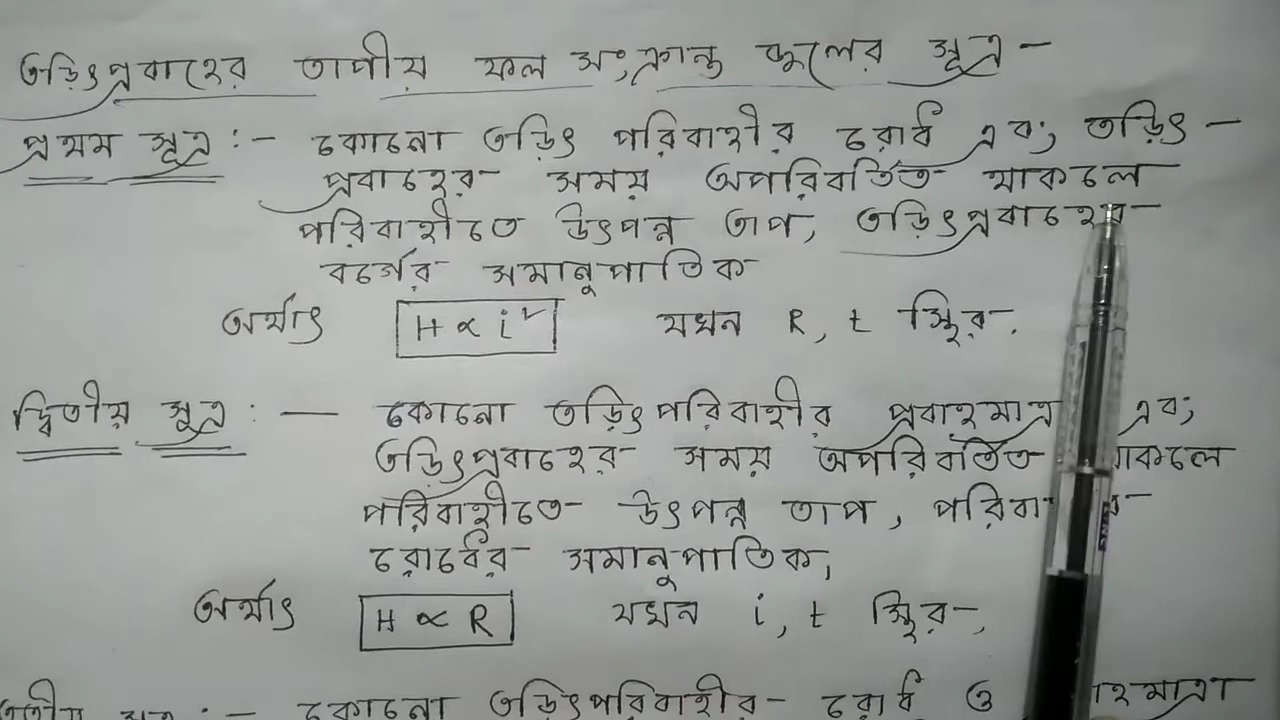 তড়িৎপ্রবাহের তাপীয় ফল সংক্রান্ত জুলের সূত্র -
প্রথম সূত্র :- কোনো তড়িৎ পরিবাহীর রোধ এবং তড়িৎ -
প্রবাহের সময় অপরিবর্তিত থাকলে
পরিবাহীতে উৎপন্ন তাপ, তড়িৎপ্রবাহের
বর্গের সমানুপাতিক
অর্থাৎ H ∝ i² যখন R, t স্থির.
দ্বিতীয় সূত্র : — কোনো তড়িৎপরিবাহীর প্রবাহমাত্রা এবং
তড়িৎপ্রবাহের সময় অপরিবর্তিত
পরিবাহীতে উৎপন্ন তাপ,
রোধের সমানুপাতিক,
অর্থাৎ H ∝ R যখন i, t স্থির,
তৃতীয় সূত্র :- কোনো তড়িৎপরিবাহীর রোধ ও